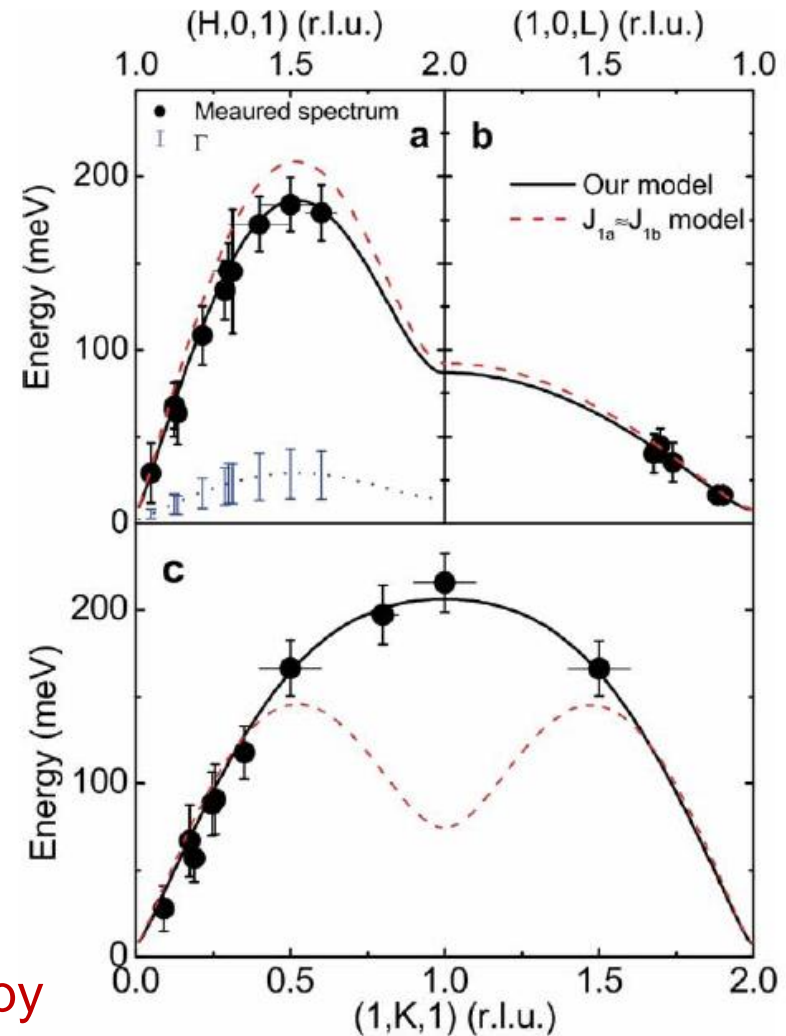 (H,0,1) (r.l.u.) (1,0,L) (r.l.u.)
1.0 1.5 2.0 1.5 1.0
Meaured spectrum
Γ
a b
Our model
J1a≈J1b model
200
100
0
Energy (meV)
c
200
100
0
Energy (meV)
0.0 0.5 1.0 1.5 2.0
(1,K,1) (r.l.u.)
by